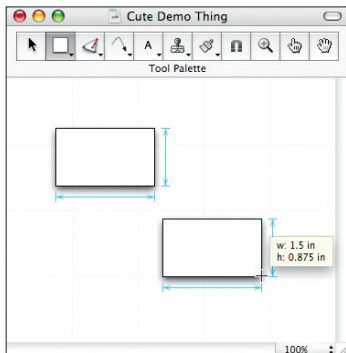 Cute Demo Thing
A
Tool Palette
w: 1.5 in
h: 0.875 in
100%